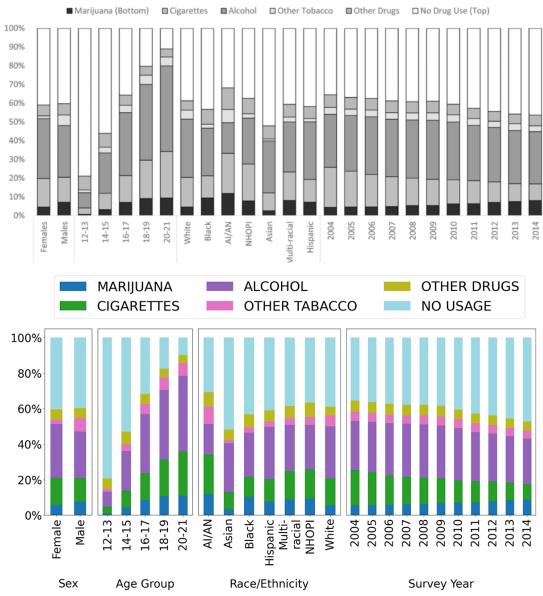 Marijuana (Bottom) Cigarettes Alcohol Other Tobacco Other Drugs No Drug Use (Top)
100%
90%
80%
70%
60%
50%
40%
30%
20%
10%
0%
Females Males 12-13 14-15 16-17 18-19 20-21 White Black AI/AN NHOPI Asian Multi-racial Hispanic 2004 2005 2006 2007 2008 2009 2010 2011 2012 2013 2014
MARIJUANA ALCOHOL OTHER DRUGS
CIGARETTES OTHER TABACCO NO USAGE
100%
80%
60%
40%
20%
0%
Female Male 12-13 14-15 16-17 18-19 20-21 AI/AN Asian Black Hispanic Multi-
racial NHOPI White 2004 2005 2006 2007 2008 2009 2010 2011 2012 2013 2014
Sex Age Group Race/Ethnicity Survey Year